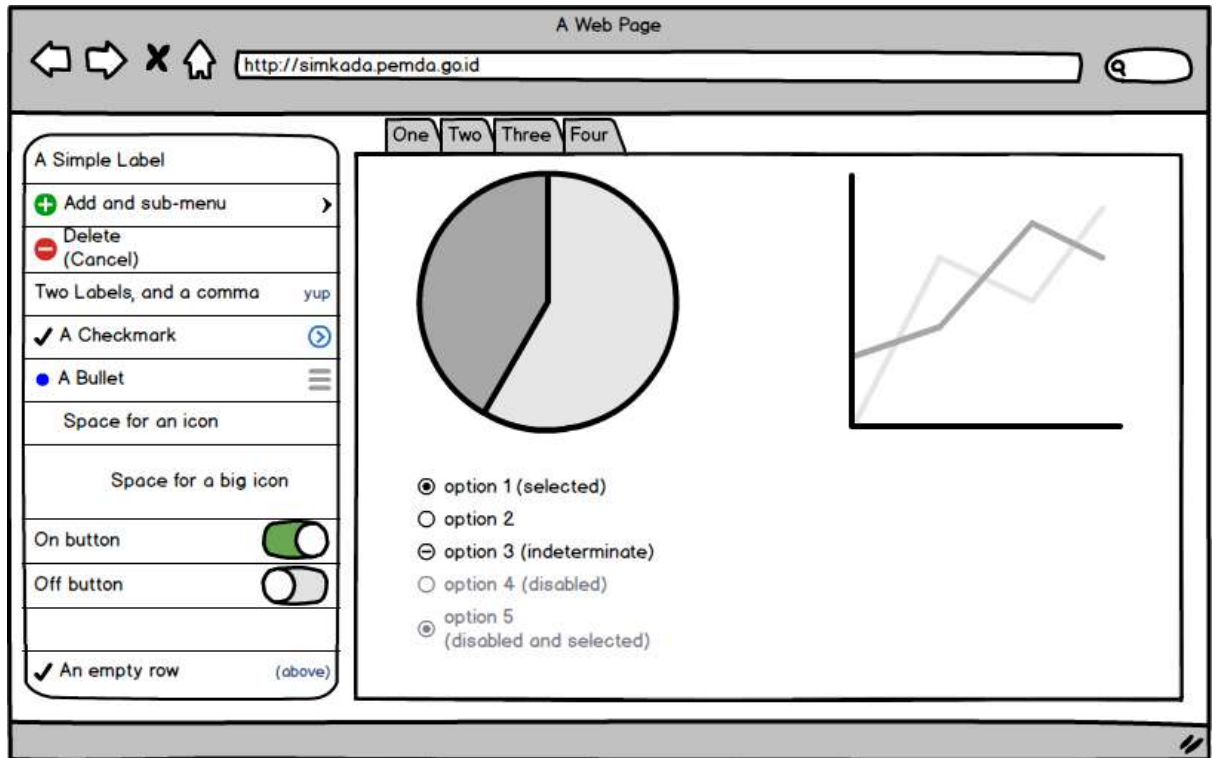 A Web Page
http://simkada.pemda.go.id
A Simple Label
Add and sub-menu
Delete
(Cancel)
Two Labels, and a comma yup
A Checkmark
A Bullet
Space for an icon
Space for a big icon
On button
Off button
An empty row (above)
One Two Three Four
option 1 (selected)
option 2
option 3 (indeterminate)
option 4 (disabled)
option 5
(disabled and selected)